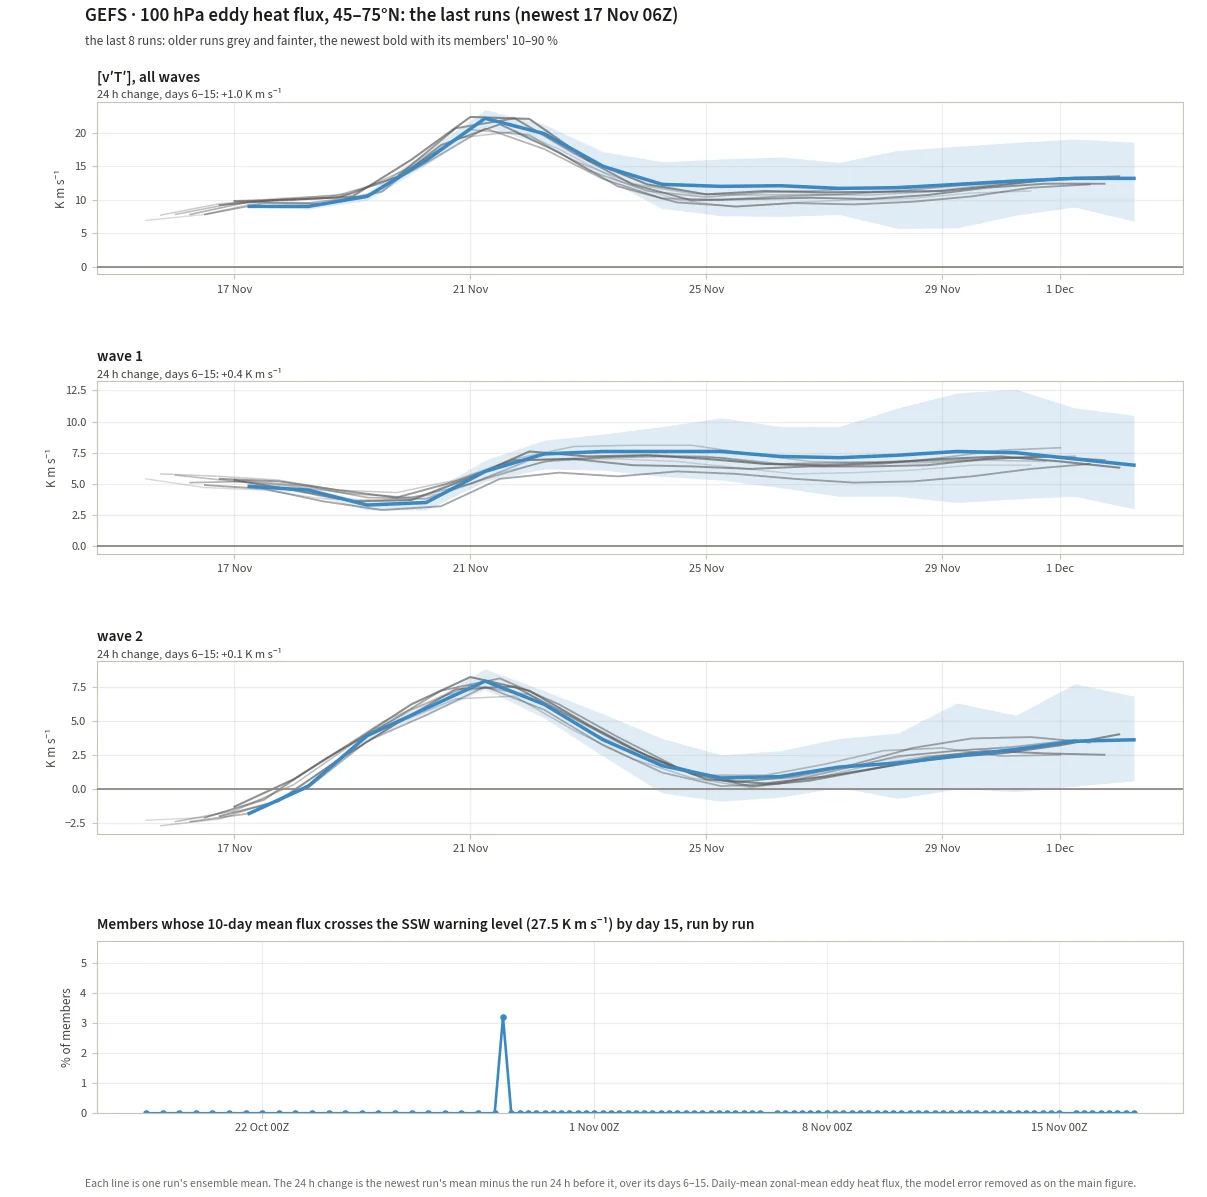 GEFS · 100 hPa eddy heat flux, 45–75°N: the last runs (newest 17 Nov 06Z)
the last 8 runs: older runs grey and fainter, the newest bold with its members' 10–90 %
[v′T′], all waves
24 h change, days 6–15: +1.0 K m s⁻¹
20
15
10
5
0
K m s⁻¹
17 Nov
21 Nov
25 Nov
29 Nov
1 Dec
wave 1
24 h change, days 6–15: +0.4 K m s⁻¹
12.5
10.0
7.5
5.0
2.5
0.0
K m s⁻¹
17 Nov
21 Nov
25 Nov
29 Nov
1 Dec
wave 2
24 h change, days 6–15: +0.1 K m s⁻¹
7.5
5.0
2.5
0.0
−2.5
K m s⁻¹
17 Nov
21 Nov
25 Nov
29 Nov
1 Dec
Members whose 10-day mean flux crosses the SSW warning level (27.5 K m s⁻¹) by day 15, run by run
5
4
3
2
1
0
% of members
22 Oct 00Z
1 Nov 00Z
8 Nov 00Z
15 Nov 00Z
Each line is one run's ensemble mean. The 24 h change is the newest run's mean minus the run 24 h before it, over its days 6–15. Daily-mean zonal-mean eddy heat flux, the model error removed as on the main figure.